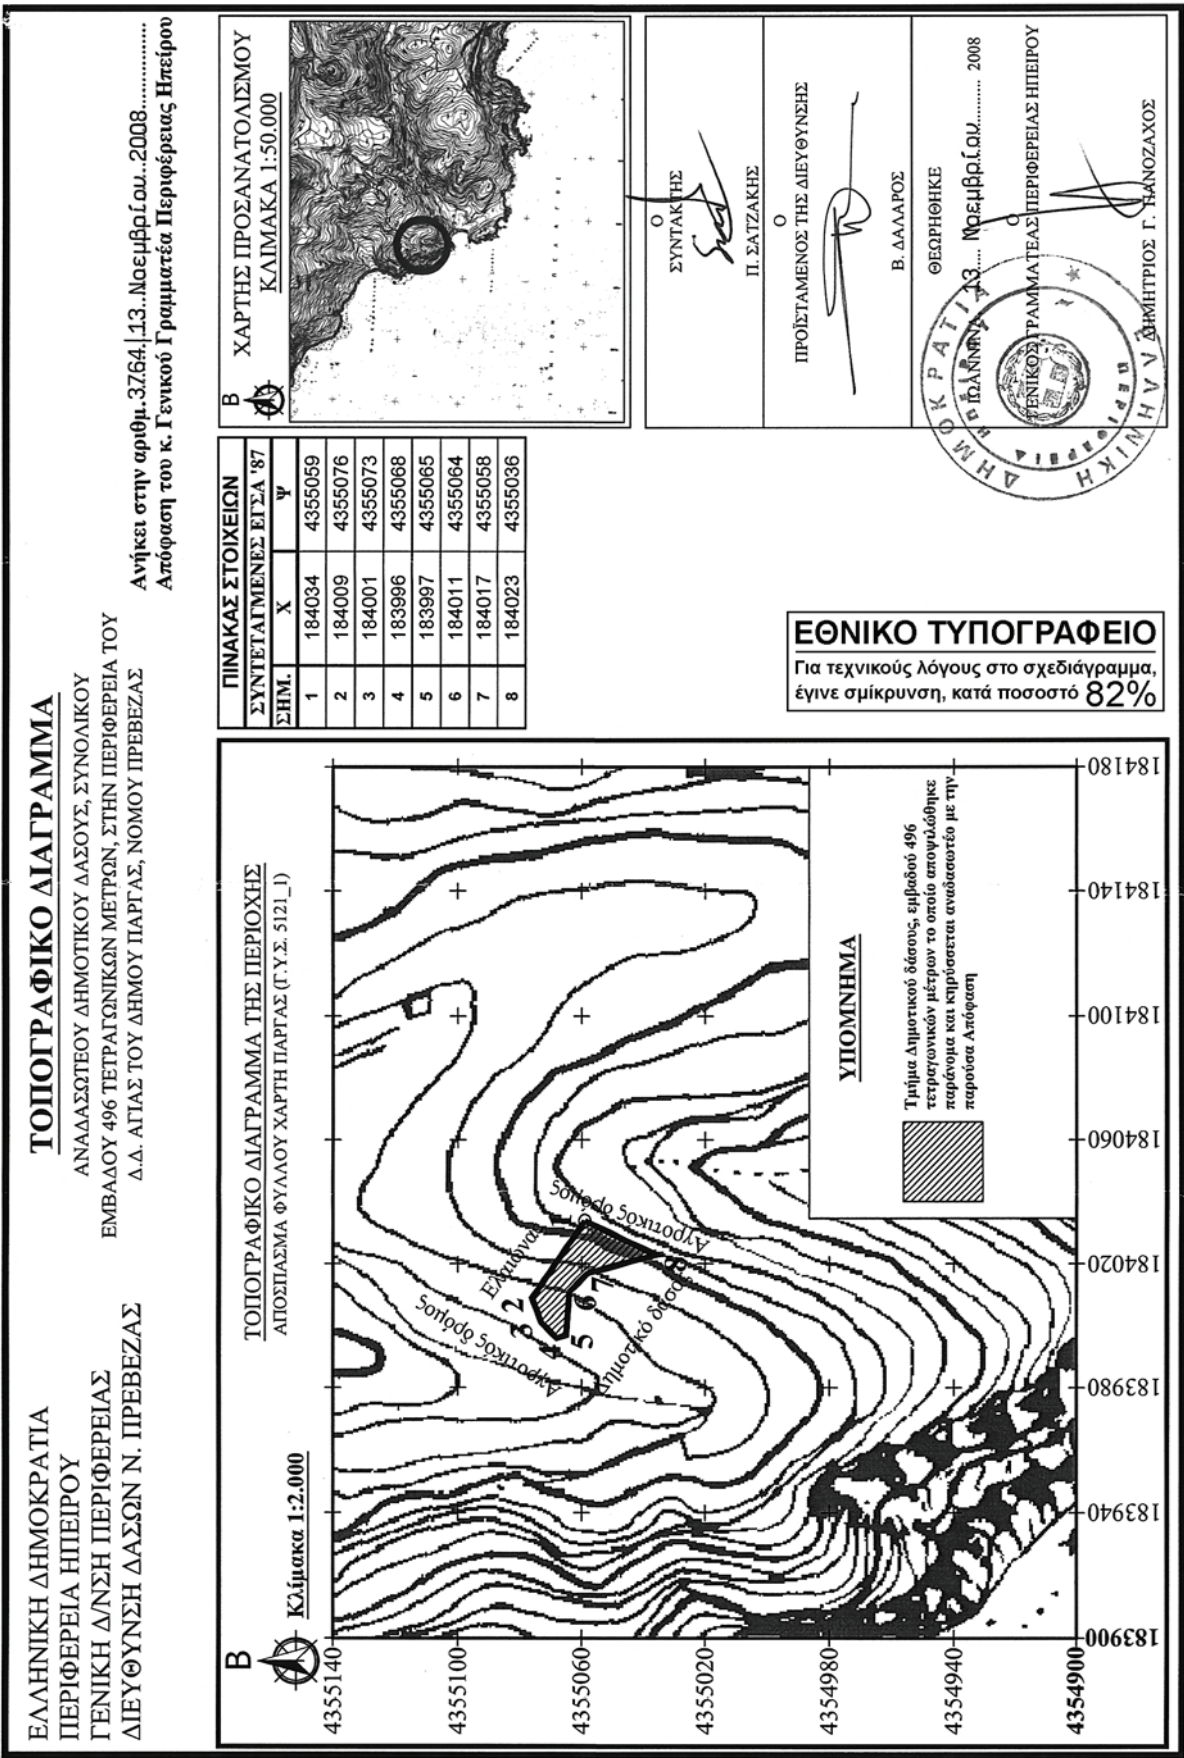 ΕΛΛΗΝΙΚΗ ΔΗΜΟΚΡΑΤΙΑ
ΠΕΡΙΦΕΡΕΙΑ ΗΠΕΙΡΟΥ
ΓΕΝΙΚΗ Δ/ΝΣΗ ΠΕΡΙΦΕΡΕΙΑΣ
ΔΙΕΥΘΥΝΣΗ ΔΑΣΩΝ Ν. ΠΡΕΒΕΖΑΣ
ΤΟΠΟΓΡΑΦΙΚΟ ΔΙΑΓΡΑΜΜΑ
ΑΝΑΔΑΣΩΤΕΟΥ ΔΗΜΟΤΙΚΟΥ ΔΑΣΟΥΣ, ΣΥΝΟΛΙΚΟΥ
ΕΜΒΑΔΟΥ 496 ΤΕΤΡΑΓΩΝΙΚΩΝ ΜΕΤΡΩΝ, ΣΤΗΝ ΠΕΡΙΦΕΡΕΙΑ ΤΟΥ
Δ.Δ. ΑΓΙΑΣ ΤΟΥ ΔΗΜΟΥ ΠΑΡΓΑΣ, ΝΟΜΟΥ ΠΡΕΒΕΖΑΣ
Ανήκει στην αριθμ. 3764/13 Νοεμβρίου 2008
Απόφαση του κ. Γενικού Γραμματέα Περιφέρειας Ηπείρου
Β
Κλίμακα 1:2.000
ΤΟΠΟΓΡΑΦΙΚΟ ΔΙΑΓΡΑΜΜΑ ΤΗΣ ΠΕΡΙΟΧΗΣ
ΑΠΟΣΠΑΣΜΑ ΦΥΛΛΟΥ ΧΑΡΤΗ ΠΑΡΓΑΣ (Γ.Υ.Σ. 5121_1)
4355140
4355100
4355060
4355020
4354980
4354940
4354900
183900
183940
183980
184020
184060
184100
184140
184180
Αγροτικός δρόμος
Ελαιώνας
Αγροτικός δρόμος
Δημοτικό δάσος
1
2
3
4
5
6
7
8
ΥΠΟΜΝΗΜΑ
Τμήμα Δημοτικού δάσους, εμβαδού 496
τετραγωνικών μέτρων το οποίο αποψιλώθηκε
παράνομα και κηρύσσεται αναδασωτέο με την
παρούσα Απόφαση
ΠΙΝΑΚΑΣ ΣΤΟΙΧΕΙΩΝ
ΣΥΝΤΕΤΑΓΜΕΝΕΣ ΕΓΣΑ '87
ΣΗΜ. Χ Ψ
1 184034 4355059
2 184009 4355076
3 184001 4355073
4 183996 4355068
5 183997 4355065
6 184011 4355064
7 184017 4355058
8 184023 4355036
Β
ΧΑΡΤΗΣ ΠΡΟΣΑΝΑΤΟΛΙΣΜΟΥ
ΚΛΙΜΑΚΑ 1:50.000
Ο
ΣΥΝΤΑΚΤΗΣ
Π. ΣΑΤΖΑΚΗΣ
Ο
ΠΡΟΪΣΤΑΜΕΝΟΣ ΤΗΣ ΔΙΕΥΘΥΝΣΗΣ
Β. ΔΑΛΑΡΟΣ
ΘΕΩΡΗΘΗΚΕ
ΙΩΑΝΝΙΝΑ 13 Νοεμβρίου 2008
Ο
ΓΕΝΙΚΟΣ ΓΡΑΜΜΑΤΕΑΣ ΠΕΡΙΦΕΡΕΙΑΣ ΗΠΕΙΡΟΥ
ΔΗΜΗΤΡΙΟΣ Γ. ΠΑΝΟΖΑΧΟΣ
ΕΛΛΗΝΙΚΗ ΔΗΜΟΚΡΑΤΙΑ
ΠΕΡΙΦΕΡΕΙΑ ΗΠΕΙΡΟΥ
ΕΘΝΙΚΟ ΤΥΠΟΓΡΑΦΕΙΟ
Για τεχνικούς λόγους στο σχεδιάγραμμα,
έγινε σμίκρυνση, κατά ποσοστό 82%